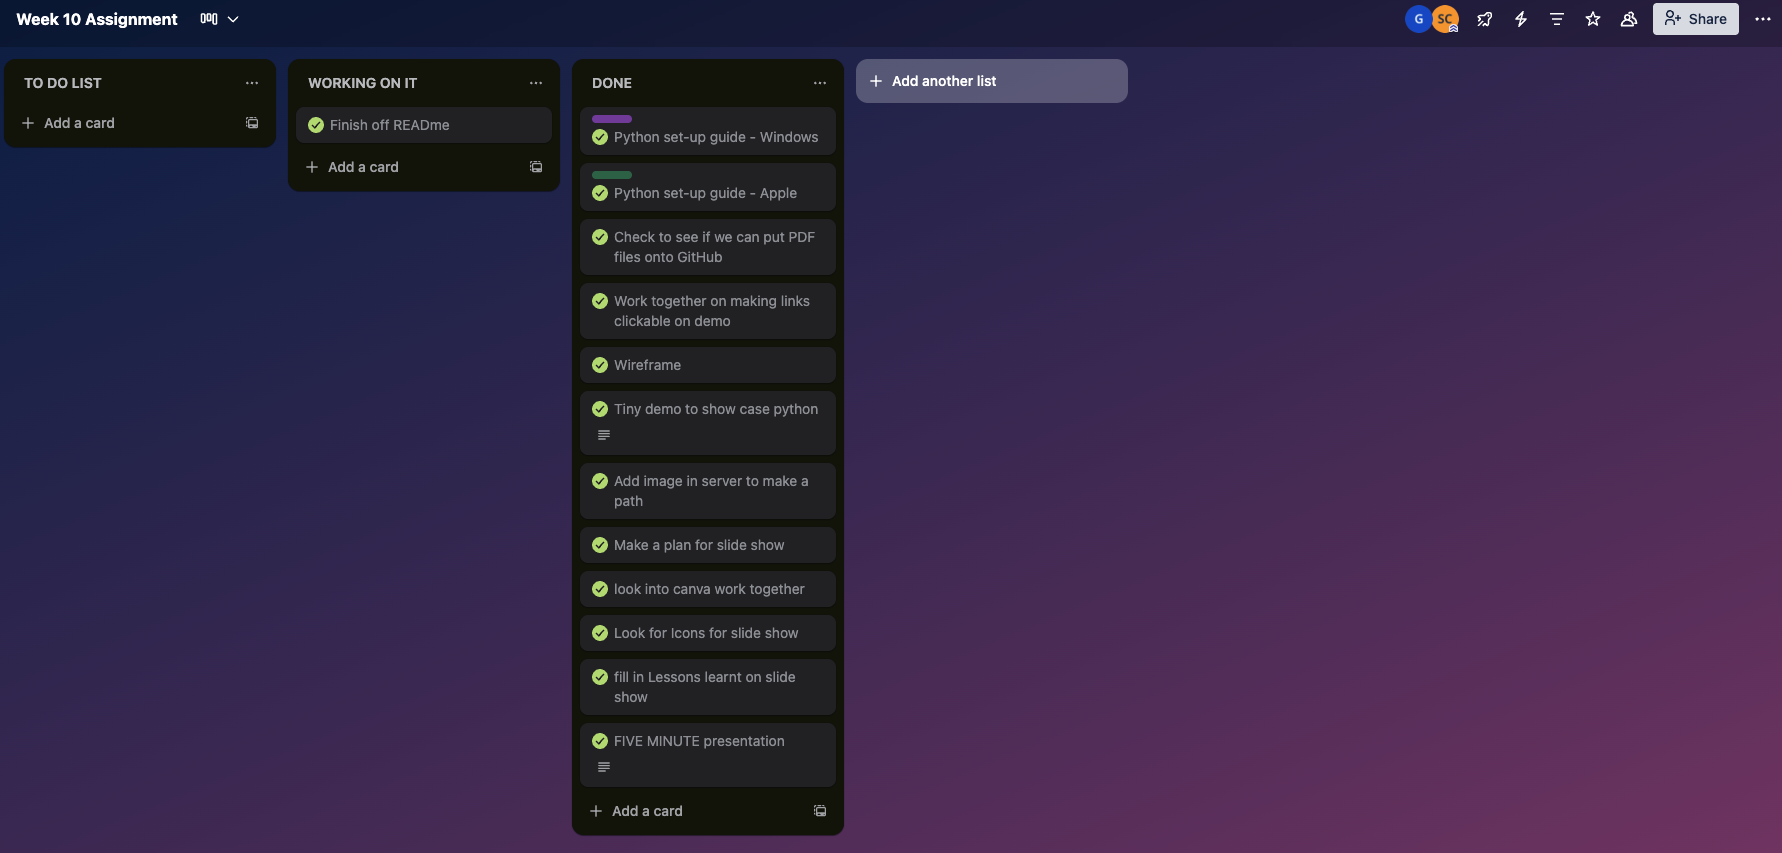 Week 10 Assignment
G
SC
Share
TO DO LIST
Add a card
WORKING ON IT
Finish off READme
Add a card
DONE
Python set-up guide - Windows
Python set-up guide - Apple
Check to see if we can put PDF
files onto GitHub
Work together on making links
clickable on demo
Wireframe
Tiny demo to show case python
Add image in server to make a
path
Make a plan for slide show
look into canva work together
Look for Icons for slide show
fill in Lessons learnt on slide
show
FIVE MINUTE presentation
Add a card
Add another list